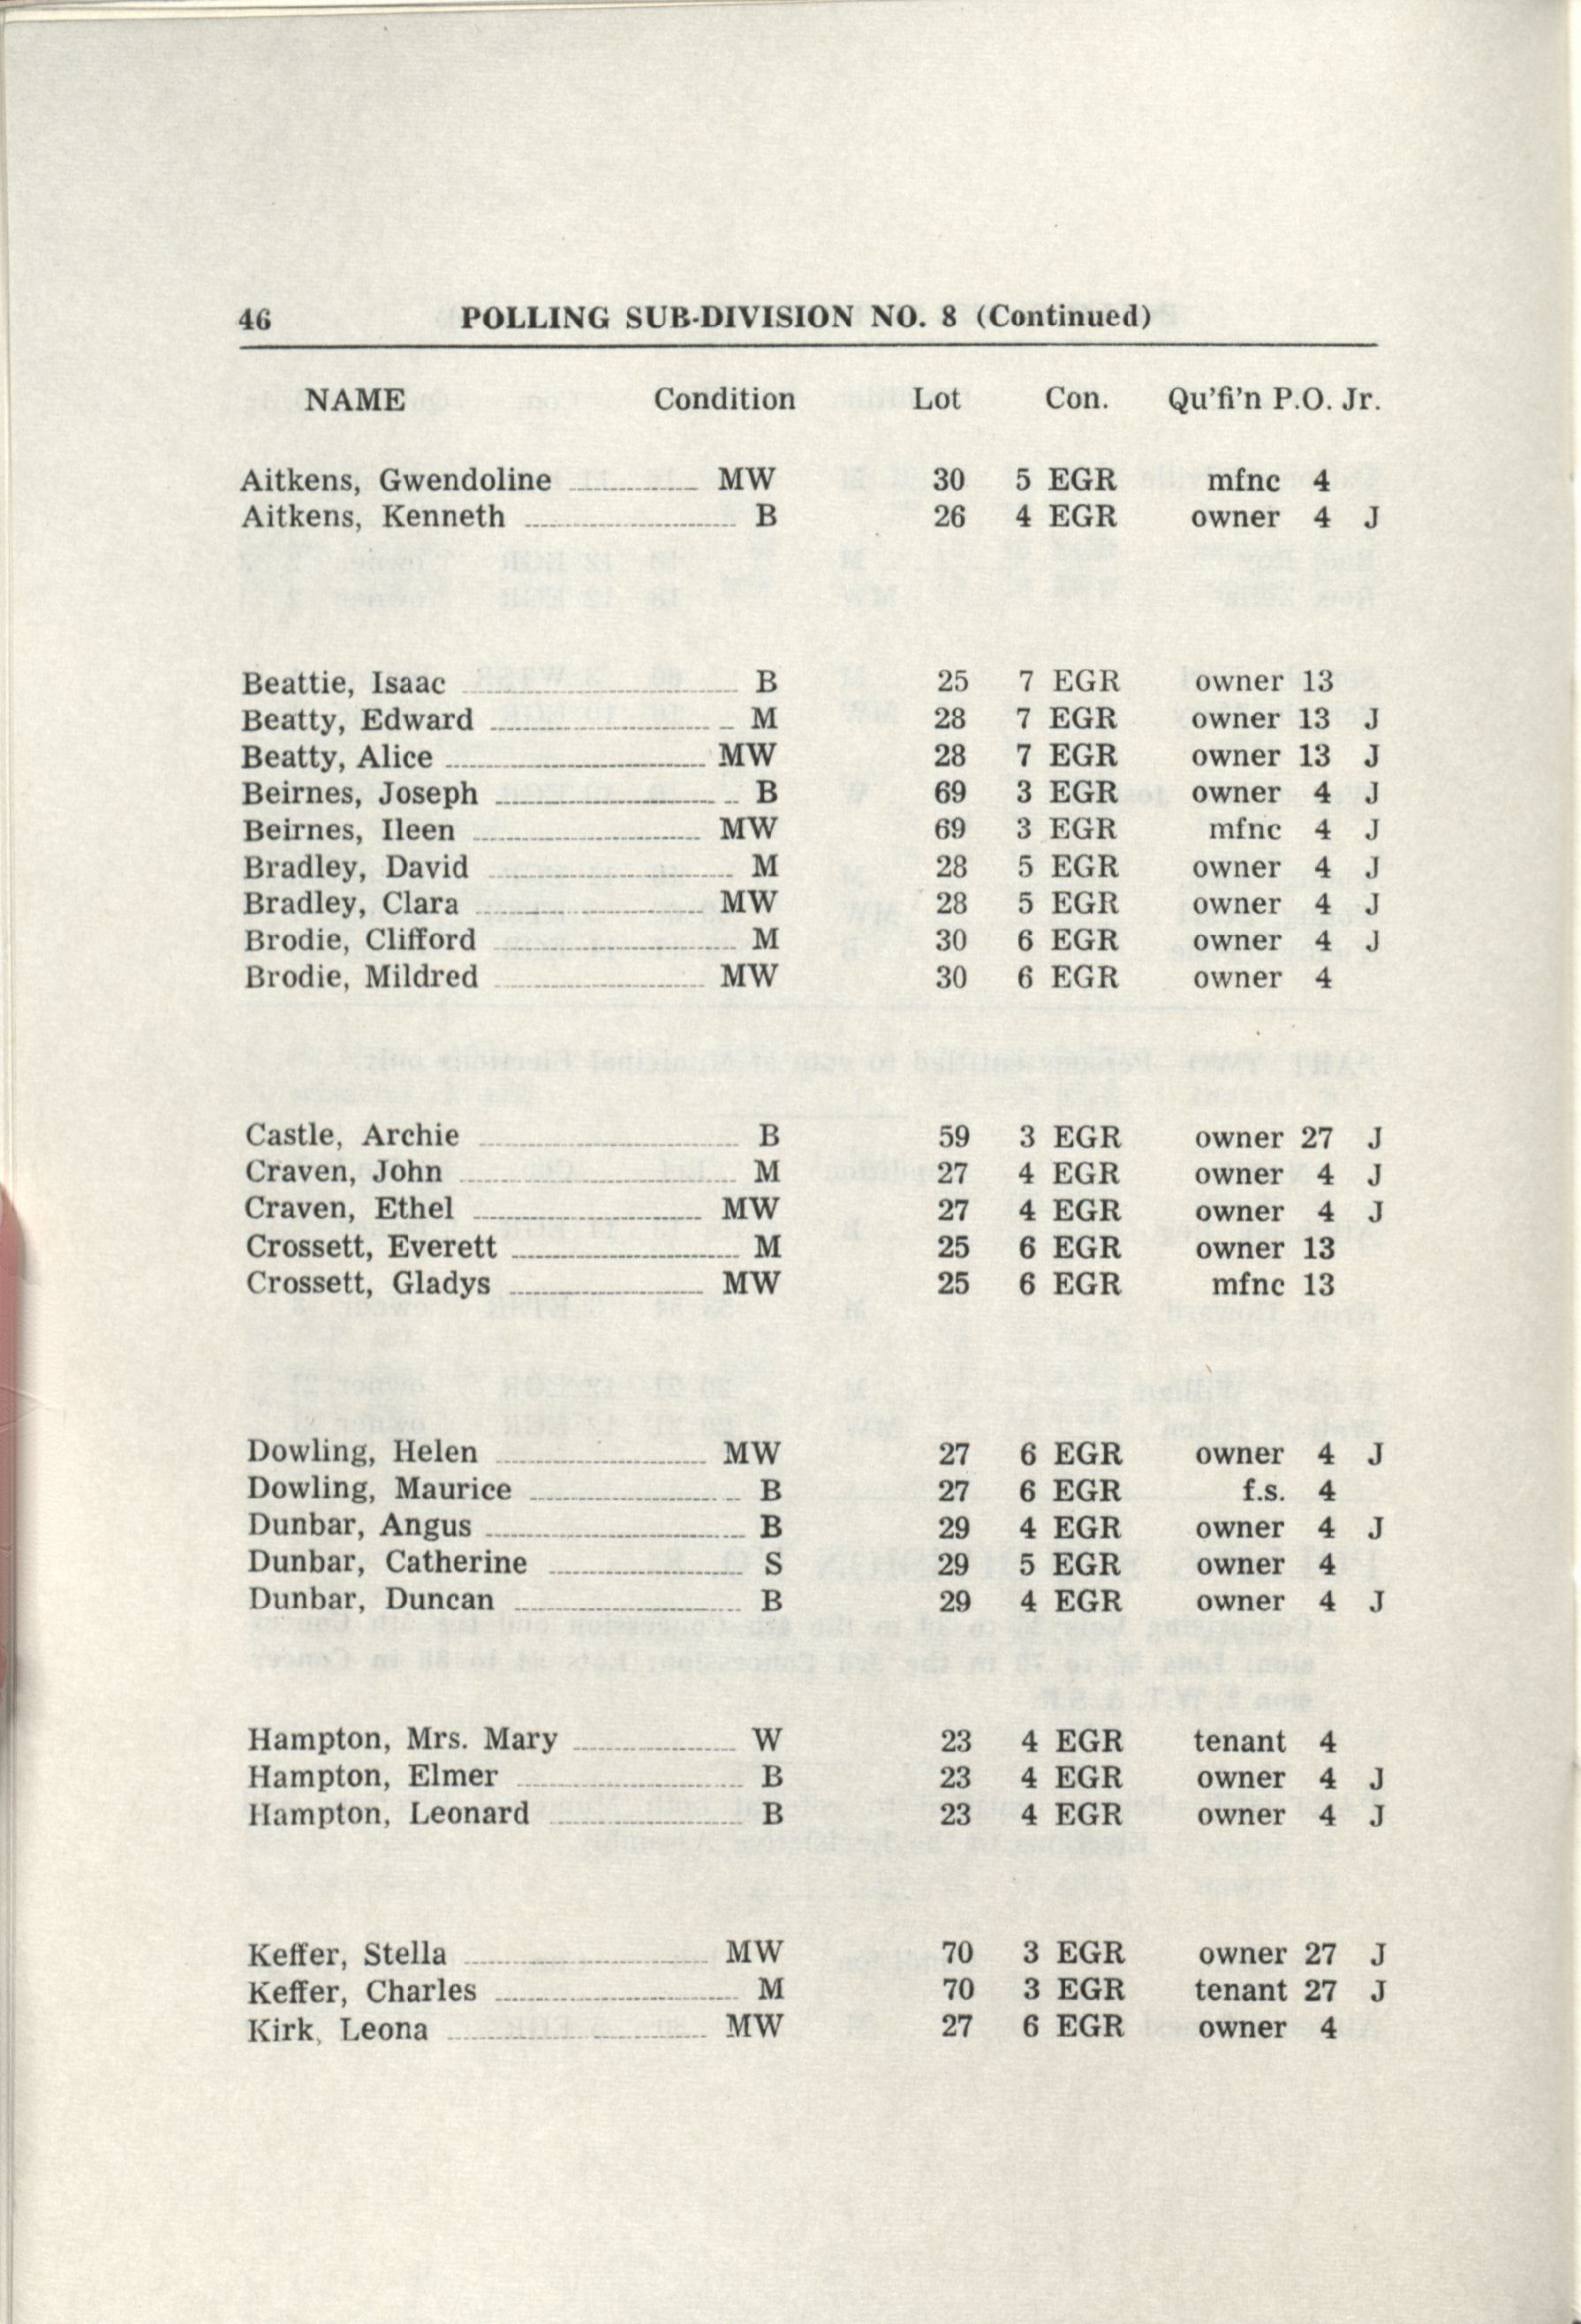 46 POLLING SUB-DIVISION NO. 8 (Continued)
NAME Condition Lot Con. Qu'fi'n P.O. Jr.
Aitkens, Gwendoline MW 30 5 EGR mfnc 4
Aitkens, Kenneth B 26 4 EGR owner 4 J
Beattie, Isaac B 25 7 EGR owner 13
Beatty, Edward M 28 7 EGR owner 13 J
Beatty, Alice MW 28 7 EGR owner 13 J
Beirnes, Joseph B 69 3 EGR owner 4 J
Beirnes, Ileen MW 69 3 EGR mfnc 4 J
Bradley, David M 28 5 EGR owner 4 J
Bradley, Clara MW 28 5 EGR owner 4 J
Brodie, Clifford M 30 6 EGR owner 4 J
Brodie, Mildred MW 30 6 EGR owner 4
Castle, Archie B 59 3 EGR owner 27 J
Craven, John M 27 4 EGR owner 4 J
Craven, Ethel MW 27 4 EGR owner 4 J
Crossett, Everett M 25 6 EGR owner 13
Crossett, Gladys MW 25 6 EGR mfnc 13
Dowling, Helen MW 27 6 EGR owner 4 J
Dowling, Maurice B 27 6 EGR f.s. 4
Dunbar, Angus B 29 4 EGR owner 4 J
Dunbar, Catherine S 29 5 EGR owner 4
Dunbar, Duncan B 29 4 EGR owner 4 J
Hampton, Mrs. Mary W 23 4 EGR tenant 4
Hampton, Elmer B 23 4 EGR owner 4 J
Hampton, Leonard B 23 4 EGR owner 4 J
Keffer, Stella MW 70 3 EGR owner 27 J
Keffer, Charles M 70 3 EGR tenant 27 J
Kirk, Leona MW 27 6 EGR owner 4